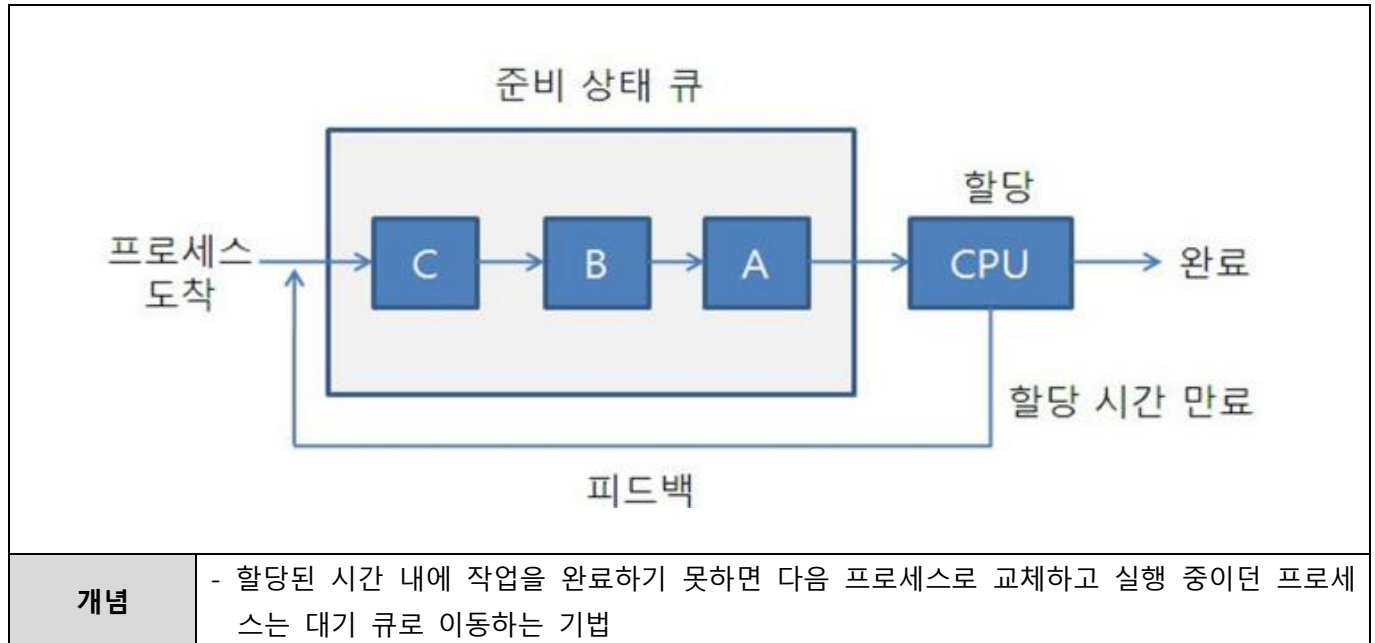 준비 상태 큐
할당
프로세스
도착
C
B
A
CPU
완료
할당 시간 만료
피드백
개념
- 할당된 시간 내에 작업을 완료하기 못하면 다음 프로세스로 교체하고 실행 중이던 프로세
스는 대기 큐로 이동하는 기법